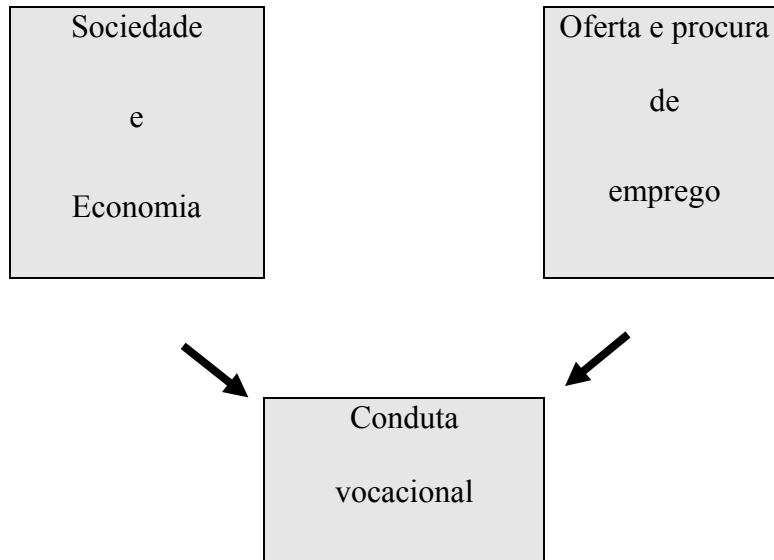 Sociedade
e
Economia
Oferta e procura
de
emprego
Conduta
vocacional